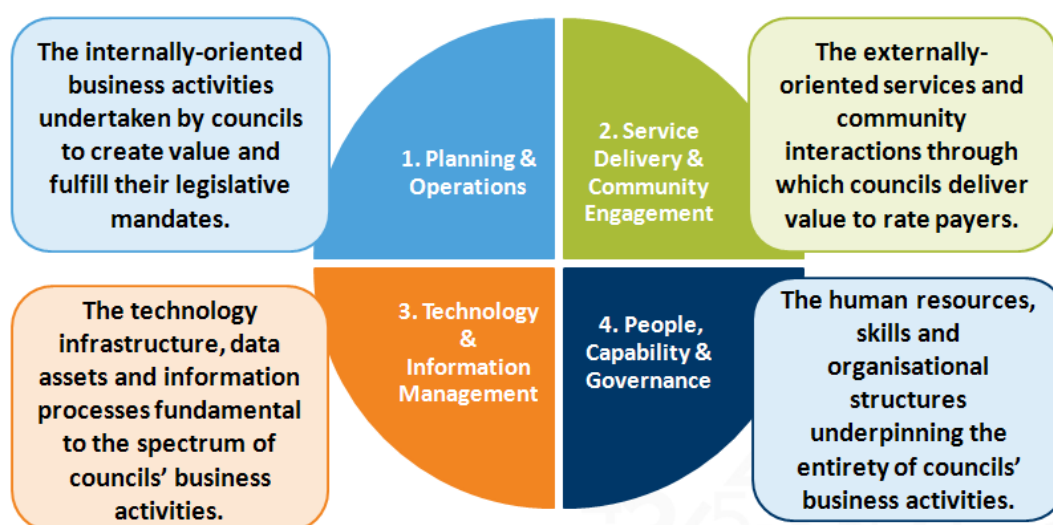 The internally-oriented
business activities
undertaken by councils
to create value and
fulfill their legislative
mandates.
1. Planning &
Operations
2. Service
Delivery &
Community
Engagement
The externally-
oriented services and
community
interactions through
which councils deliver
value to rate payers.
The technology
infrastructure, data
assets and information
processes fundamental
to the spectrum of
councils’ business
activities.
3. Technology
&
Information
Management
4. People,
Capability &
Governance
The human resources,
skills and
organisational
structures
underpinning the
entirety of councils’
business activities.